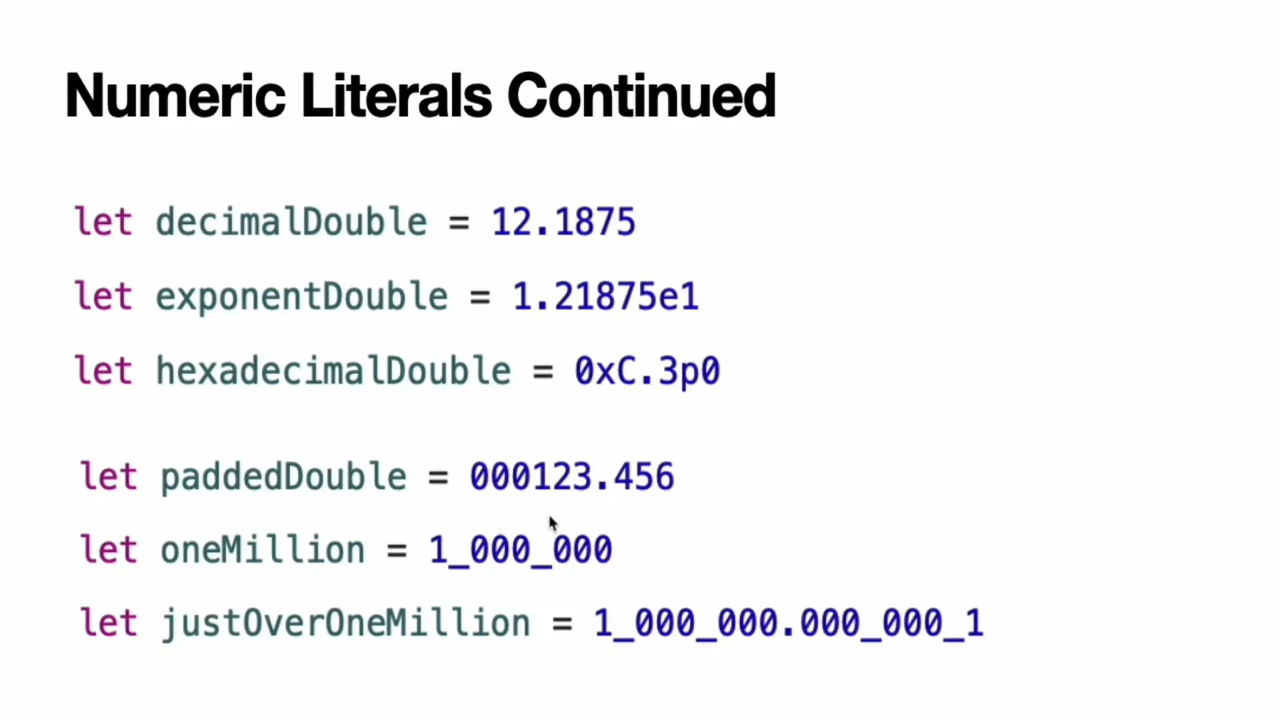 Numeric Literals Continued
let decimalDouble = 12.1875
let exponentDouble = 1.21875e1
let hexadecimalDouble = 0xC.3p0
let paddedDouble = 000123.456
let oneMillion = 1_000_000
let justOverOneMillion = 1_000_000.000_000_1